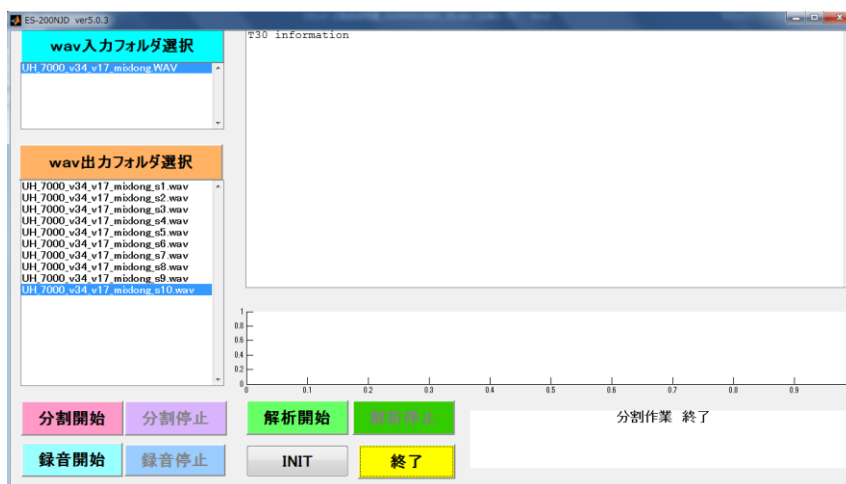 ES-200NJD ver5.0.3
wav入力フォルダ選択
UH_7000_v34_v17_mixlong.WAV
wav出力フォルダ選択
UH_7000_v34_v17_mixlong_s1.wav
UH_7000_v34_v17_mixlong_s2.wav
UH_7000_v34_v17_mixlong_s3.wav
UH_7000_v34_v17_mixlong_s4.wav
UH_7000_v34_v17_mixlong_s5.wav
UH_7000_v34_v17_mixlong_s6.wav
UH_7000_v34_v17_mixlong_s7.wav
UH_7000_v34_v17_mixlong_s8.wav
UH_7000_v34_v17_mixlong_s9.wav
UH_7000_v34_v17_mixlong_s10.wav
T30 information
1
0.8
0.6
0.4
0.2
0
0.1 0.2 0.3 0.4 0.5 0.6 0.7 0.8 0.9
分割開始 分割停止 解析開始 解析停止
分割作業 終了
録音開始 録音停止 INIT 終了